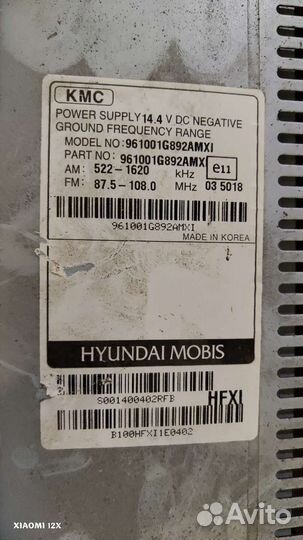 KMC
POWER SUPPLY 14.4 V DC NEGATIVE
GROUND FREQUENCY RANGE
MODEL NO: 961001G892AMXI
PART NO: 961001G892AMX
AM: 522-1620 kHz
FM: 87.5-108.0 MHz
e11
03 5018
961001G892AMXI
MADE IN KOREA
HYUNDAI MOBIS
S001400402RFB
HFXI
B100HFXI1E0402
XIAOMI 12X
Avito